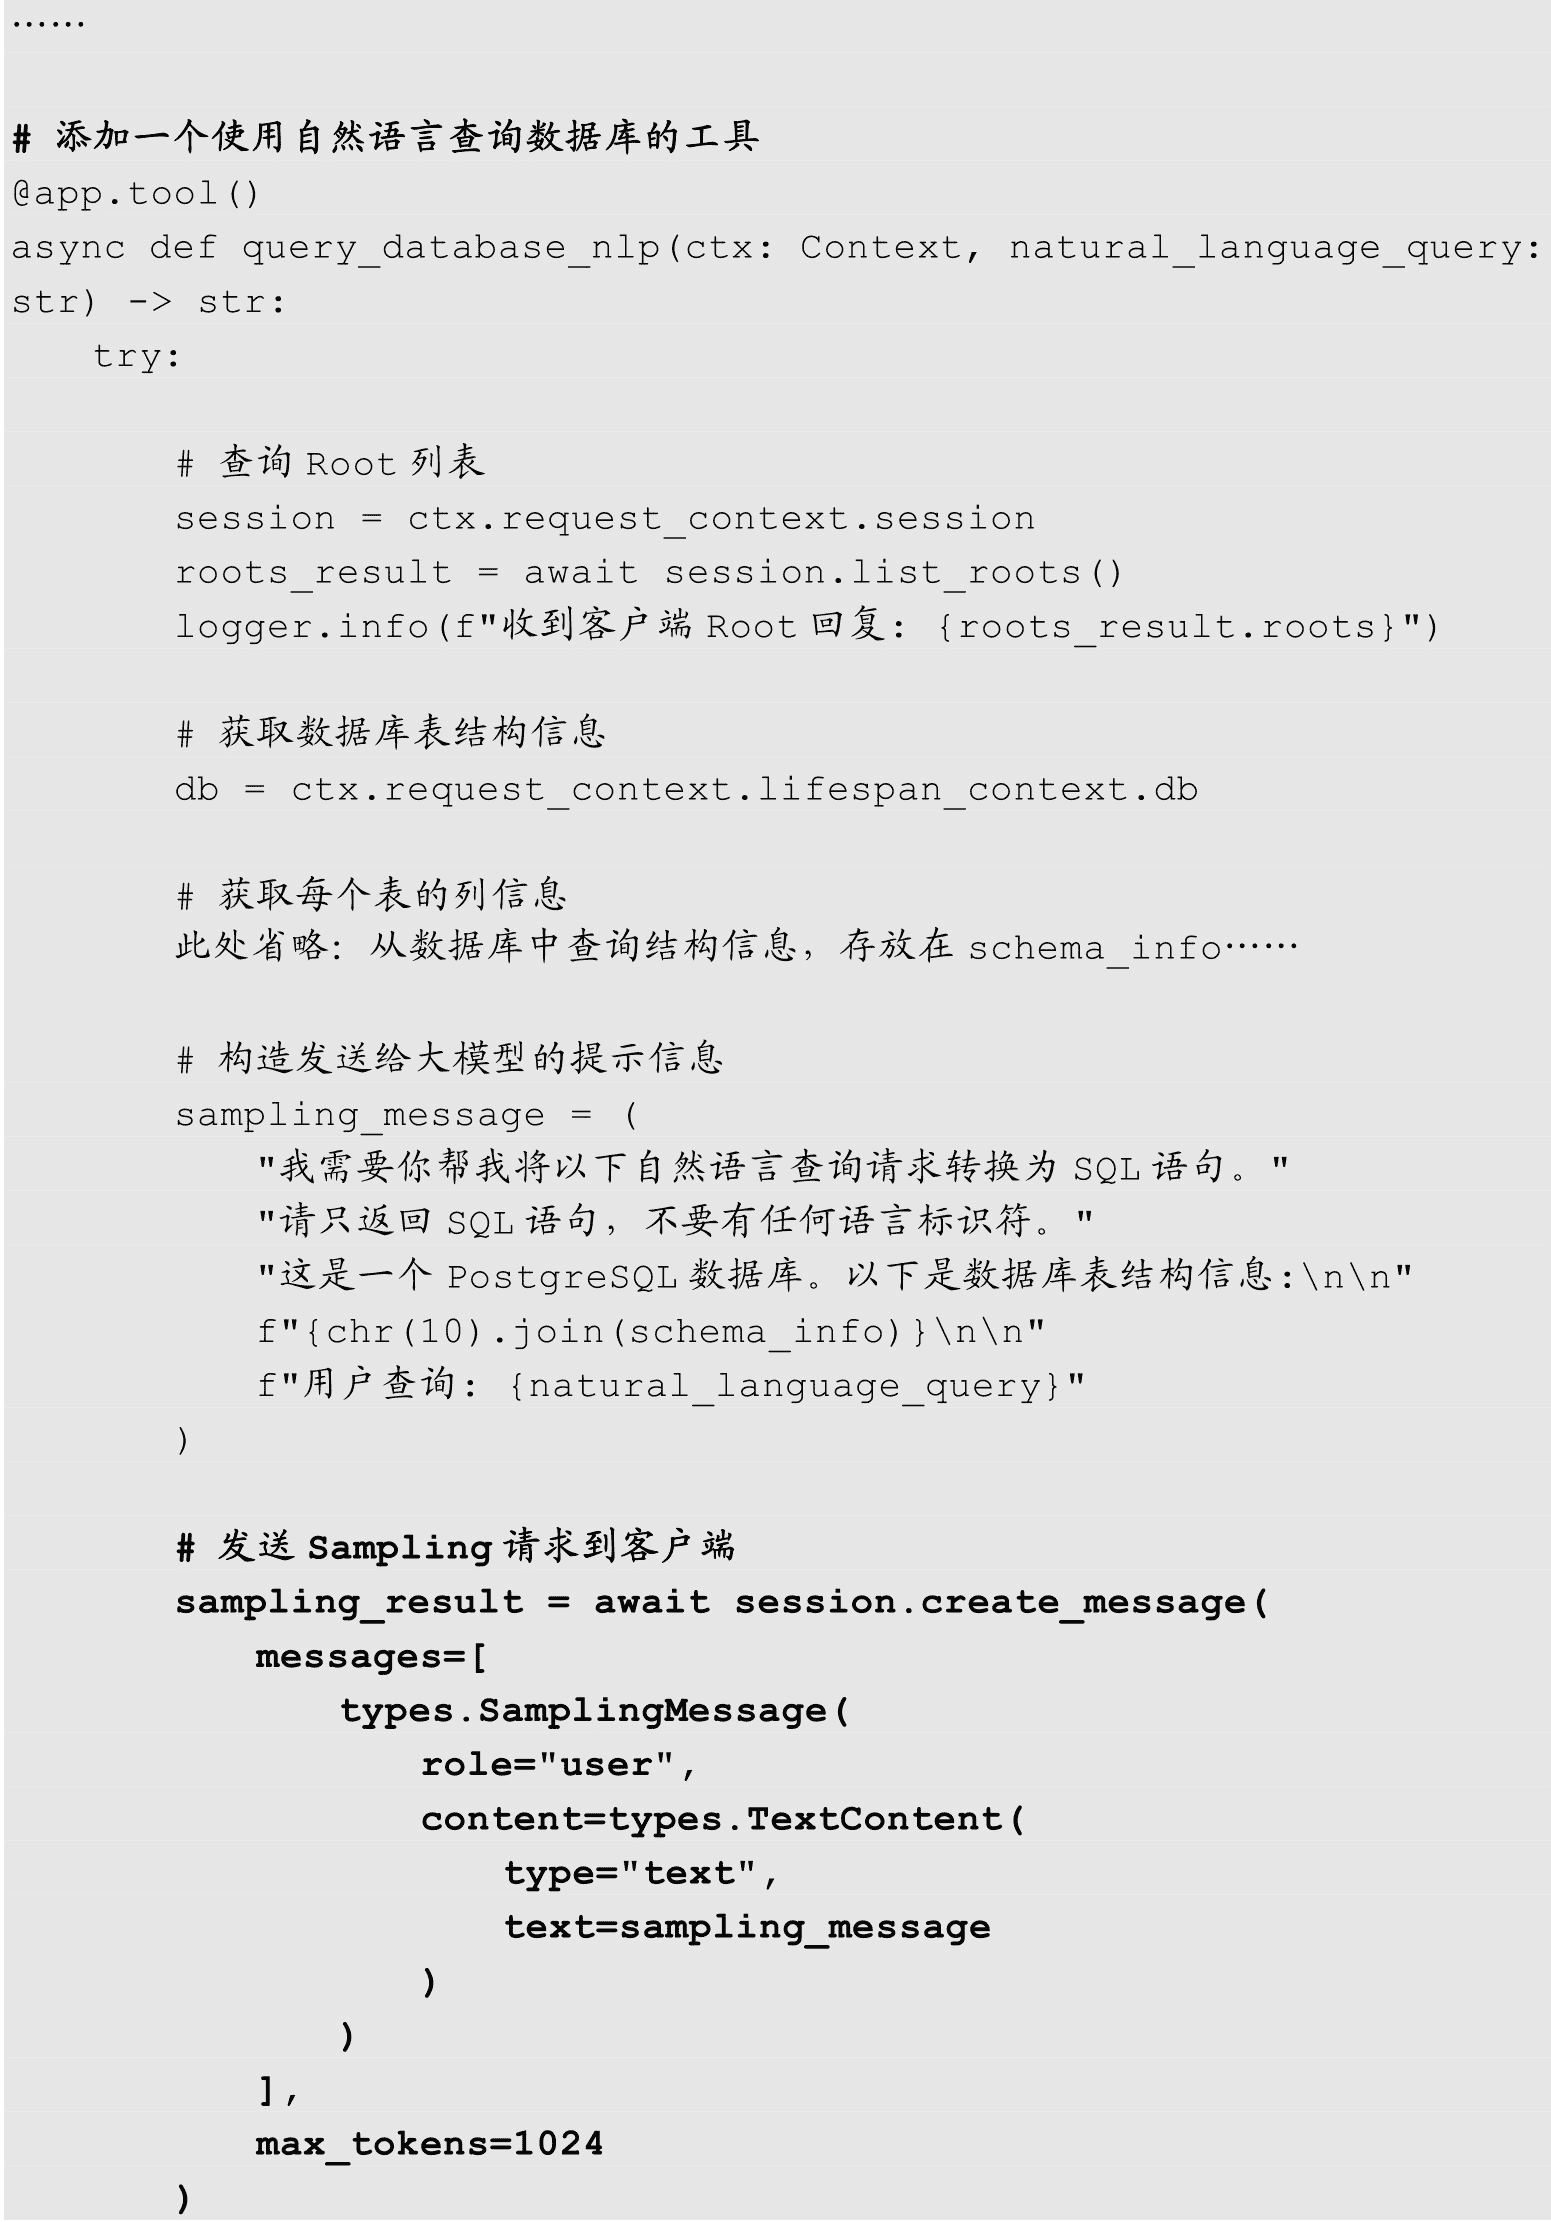 ……
# 添加一个使用自然语言查询数据库的工具
@app.tool()
async def query_database_nlp(ctx: Context, natural_language_query:
str) -> str:
    try:
        # 查询 Root 列表
        session = ctx.request_context.session
        roots_result = await session.list_roots()
        logger.info(f"收到客户端 Root 回复: {roots_result.roots}")
        # 获取数据库表结构信息
        db = ctx.request_context.lifespan_context.db
        # 获取每个表的列信息
        此处省略: 从数据库中查询结构信息, 存放在 schema_info……
        # 构造发送给大模型的提示信息
        sampling_message = (
            "我需要你帮我将以下自然语言查询请求转换为 SQL 语句。"
            "请只返回 SQL 语句, 不要有任何语言标识符。"
            "这是一个 PostgreSQL 数据库。以下是数据库表结构信息:\n\n"
            f"{chr(10).join(schema_info)}\n\n"
            f"用户查询: {natural_language_query}"
        )
        # 发送 Sampling 请求到客户端
        sampling_result = await session.create_message(
            messages=[
                types.SamplingMessage(
                    role="user",
                    content=types.TextContent(
                        type="text",
                        text=sampling_message
                    )
                )
            ],
            max_tokens=1024
        )